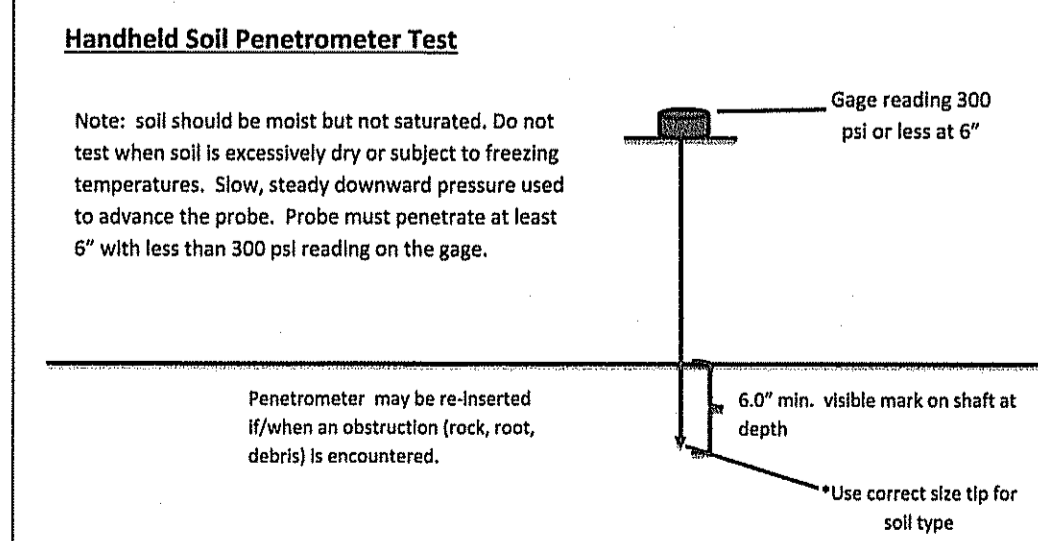 Handheld Soil Penetrometer Test
Note: soil should be moist but not saturated. Do not
test when soil is excessively dry or subject to freezing
temperatures. Slow, steady downward pressure used
to advance the probe. Probe must penetrate at least
6" with less than 300 psi reading on the gage.
Gage reading 300
psi or less at 6"
Penetrometer may be re-inserted
if/when an obstruction (rock, root,
debris) is encountered.
6.0" min. visible mark on shaft at
depth
*Use correct size tip for
soil type